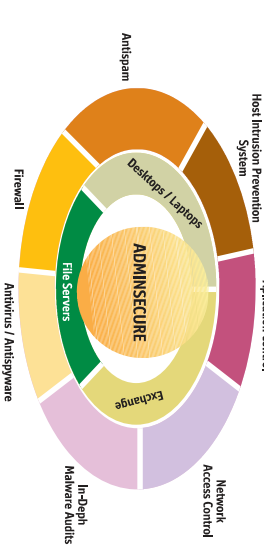 Antispam
Host Intrusion Prevention
System
Desktops / Laptops
Firewall
File Servers
ADMINSECURE
Antivirus / Antispyware
Exchange
In-Deph
Malware Audits
Network
Access Control